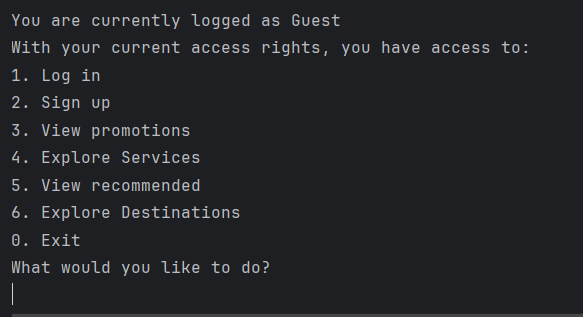 You are currently logged as Guest
With your current access rights, you have access to:
1. Log in
2. Sign up
3. View promotions
4. Explore Services
5. View recommended
6. Explore Destinations
0. Exit
What would you like to do?